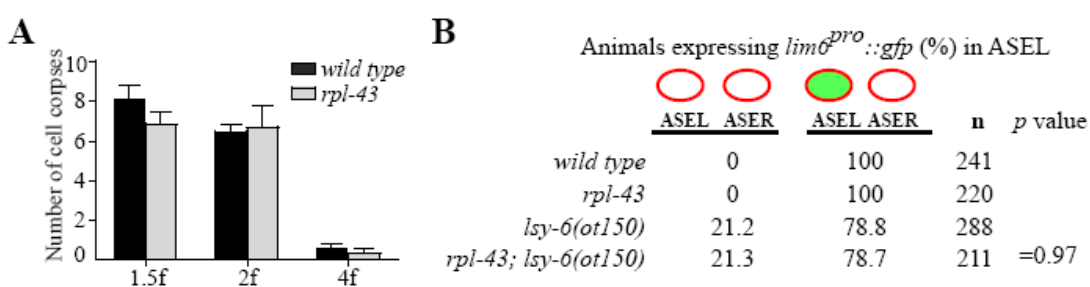 A
Number of cell corpses
10
8
6
4
2
0
1.5f 2f 4f
wild type
rpl-43
B
Animals expressing lim6pro::gfp (%) in ASEL
ASEL ASER ASEL ASER n p value
wild type 0 100 241
rpl-43 0 100 220
lsy-6(ot150) 21.2 78.8 288
rpl-43; lsy-6(ot150) 21.3 78.7 211 =0.97